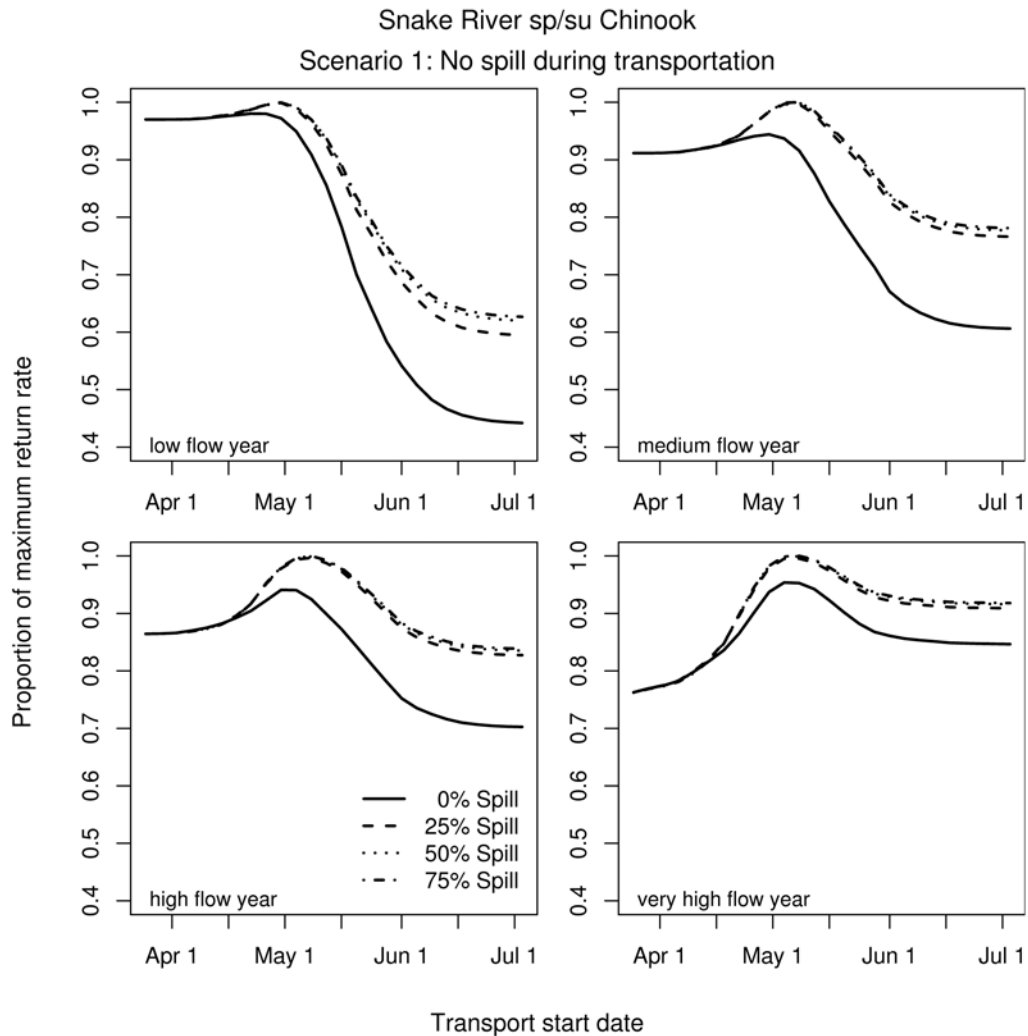 Snake River sp/su Chinook
Scenario 1: No spill during transportation
Proportion of maximum return rate
1.0
0.9
0.8
0.7
0.6
0.5
0.4
low flow year
Apr 1 May 1 Jun 1 Jul 1
1.0
0.9
0.8
0.7
0.6
0.5
0.4
medium flow year
Apr 1 May 1 Jun 1 Jul 1
1.0
0.9
0.8
0.7
0.6
0.5
0.4
0% Spill
25% Spill
50% Spill
75% Spill
high flow year
Apr 1 May 1 Jun 1 Jul 1
1.0
0.9
0.8
0.7
0.6
0.5
0.4
very high flow year
Apr 1 May 1 Jun 1 Jul 1
Transport start date